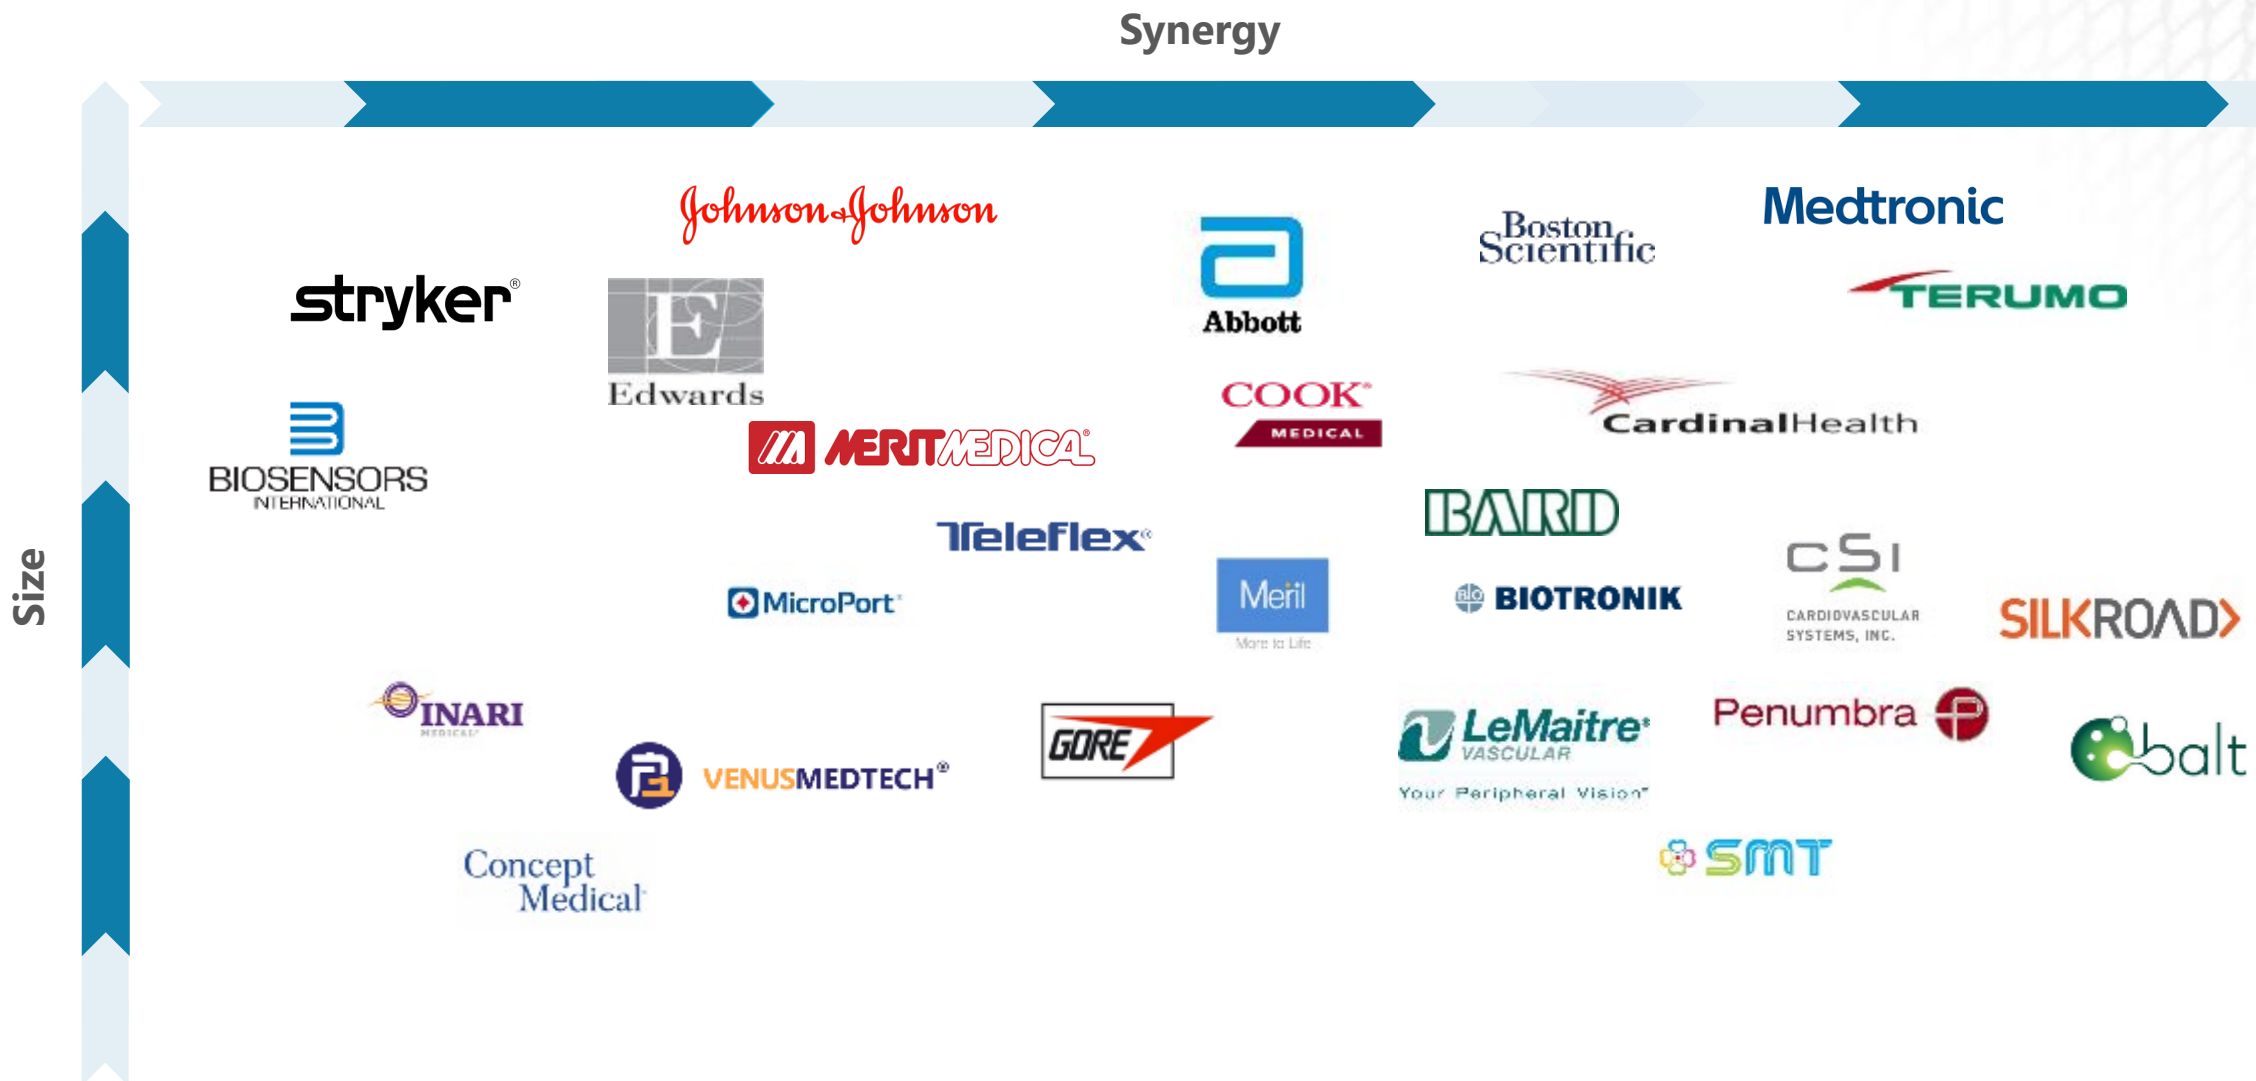 Synergy
Size
Johnson & Johnson
Medtronic
Boston
Scientific
Abbott
TERUMO
stryker®
E
Edwards
COOK®
MEDICAL
CardinalHealth
BIOSENSORS
INTERNATIONAL
MERITMEDICAL®
BARD
Teleflex®
CSI
CARDIOVASCULAR
SYSTEMS, INC.
Meril
More to Life
MicroPort
BIO BIOTRONIK
SILKROAD
INARI
MEDICAL
GORE
LeMaitre®
VASCULAR
Your Peripheral Vision
Penumbra P
balt
VENUSMEDTECH®
SMT
Concept
Medical